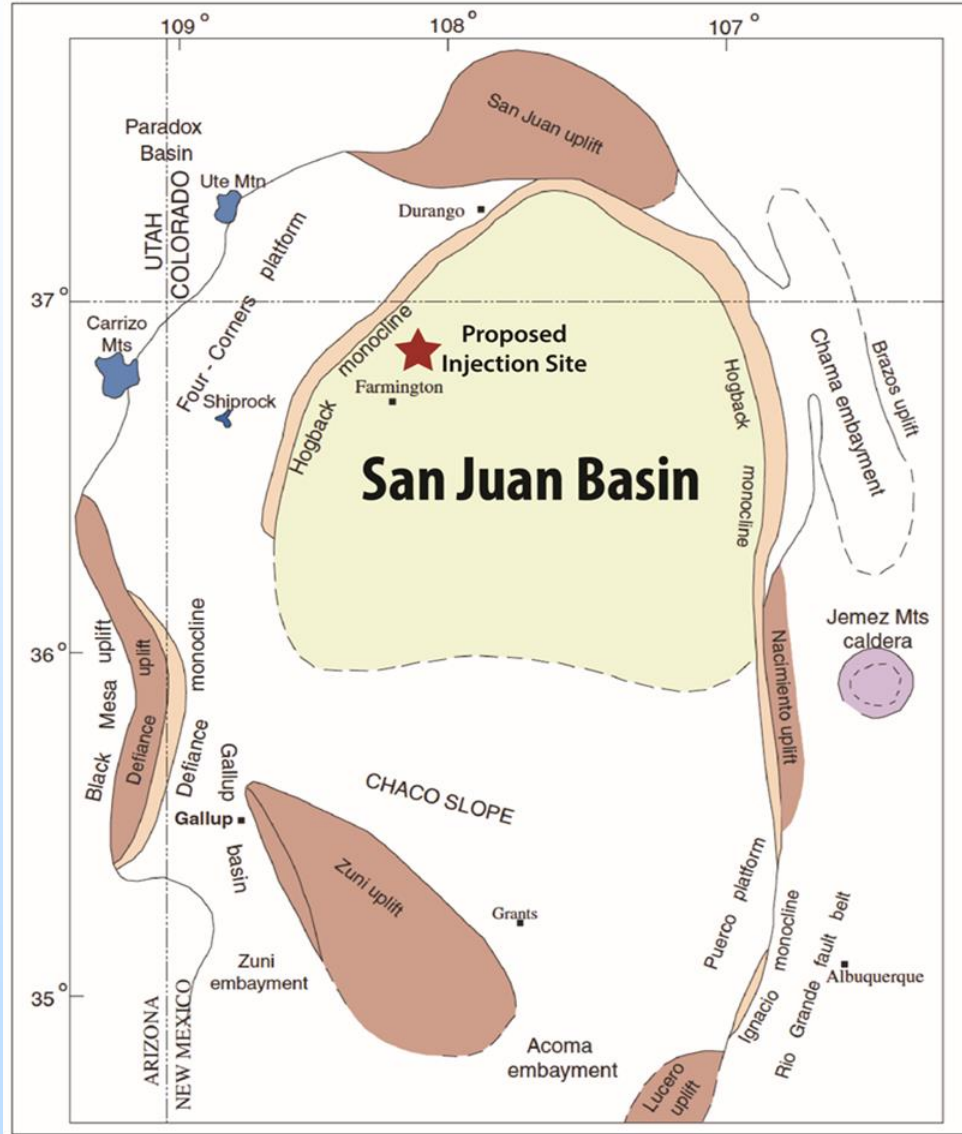 109 °
108 °
107 °
San Juan uplift
Paradox
Basin
Ute Mtn
UTAH
COLORADO
Durango
Four - Corners platform
37 °
Carrizo
Mts
Hogback monocline
Proposed
Injection Site
Farmington
Shiprock
Hogback monocline
Chama embayment
Brazos uplift
San Juan Basin
36 °
Black Mesa uplift
Defiance uplift
Defiance monocline
Nacimiento uplift
Jemez Mts
caldera
Gallup basin
Gallup
CHACO SLOPE
Zuni uplift
Grants
Zuni
embayment
Puerco platform
Ignacio monocline
Rio Grande fault belt
Albuquerque
35 °
ARIZONA
NEW MEXICO
Acoma
embayment
Lucero
uplift